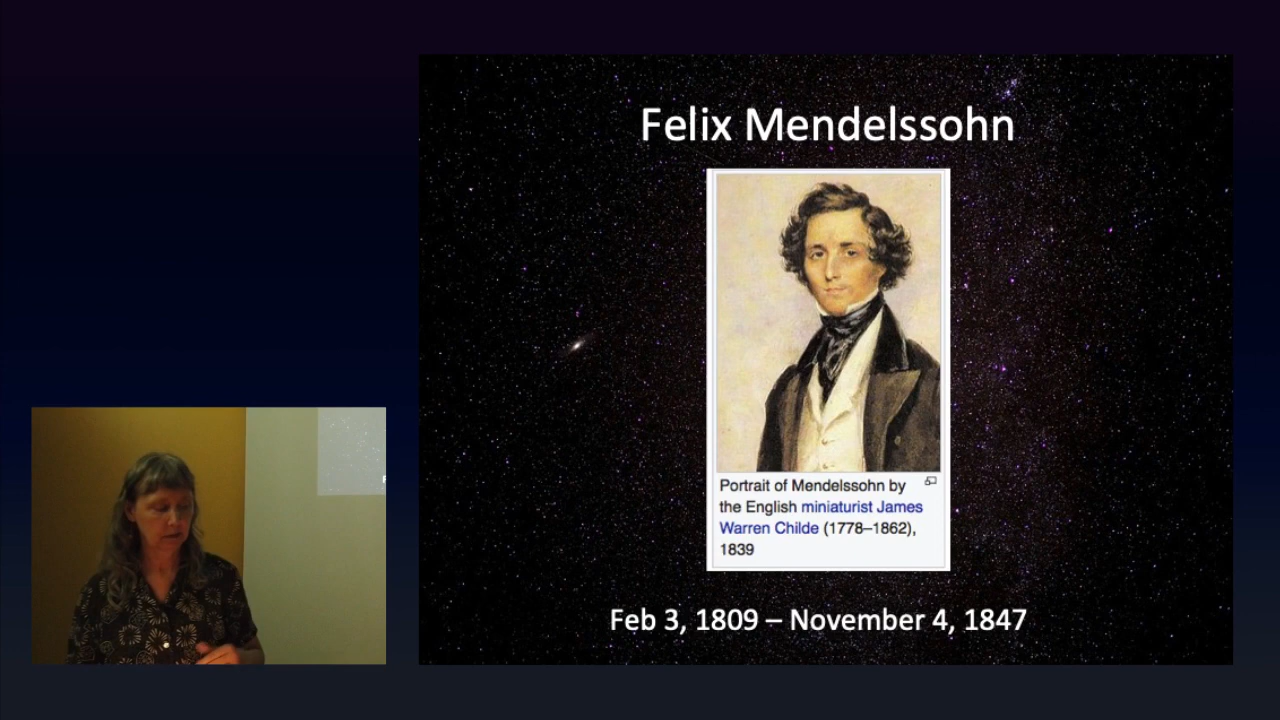 Felix Mendelssohn
Portrait of Mendelssohn by
the English miniaturist James
Warren Childe (1778–1862),
1839
Feb 3, 1809 – November 4, 1847